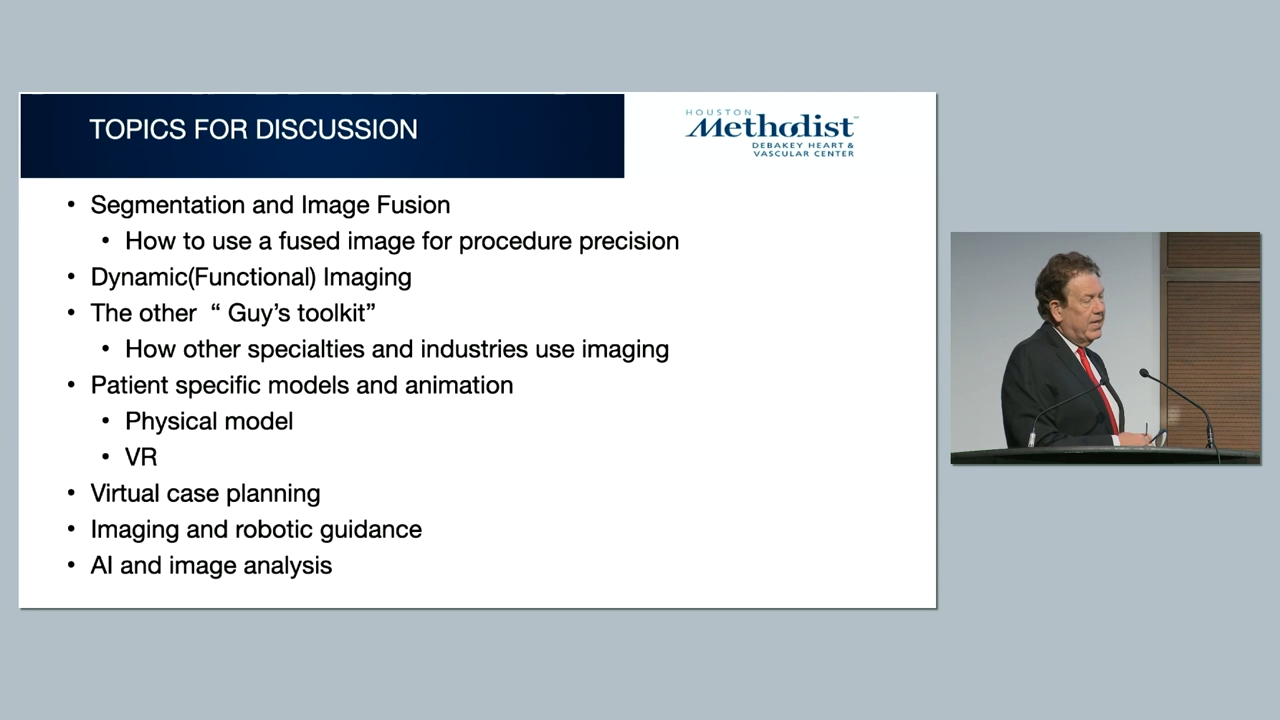 TOPICS FOR DISCUSSION
HOUSTON
Methodist
DEBAKEY HEART &
VASCULAR CENTER
• Segmentation and Image Fusion
• How to use a fused image for procedure precision
• Dynamic(Functional) Imaging
• The other “ Guy’s toolkit”
• How other specialties and industries use imaging
• Patient specific models and animation
• Physical model
• VR
• Virtual case planning
• Imaging and robotic guidance
• AI and image analysis